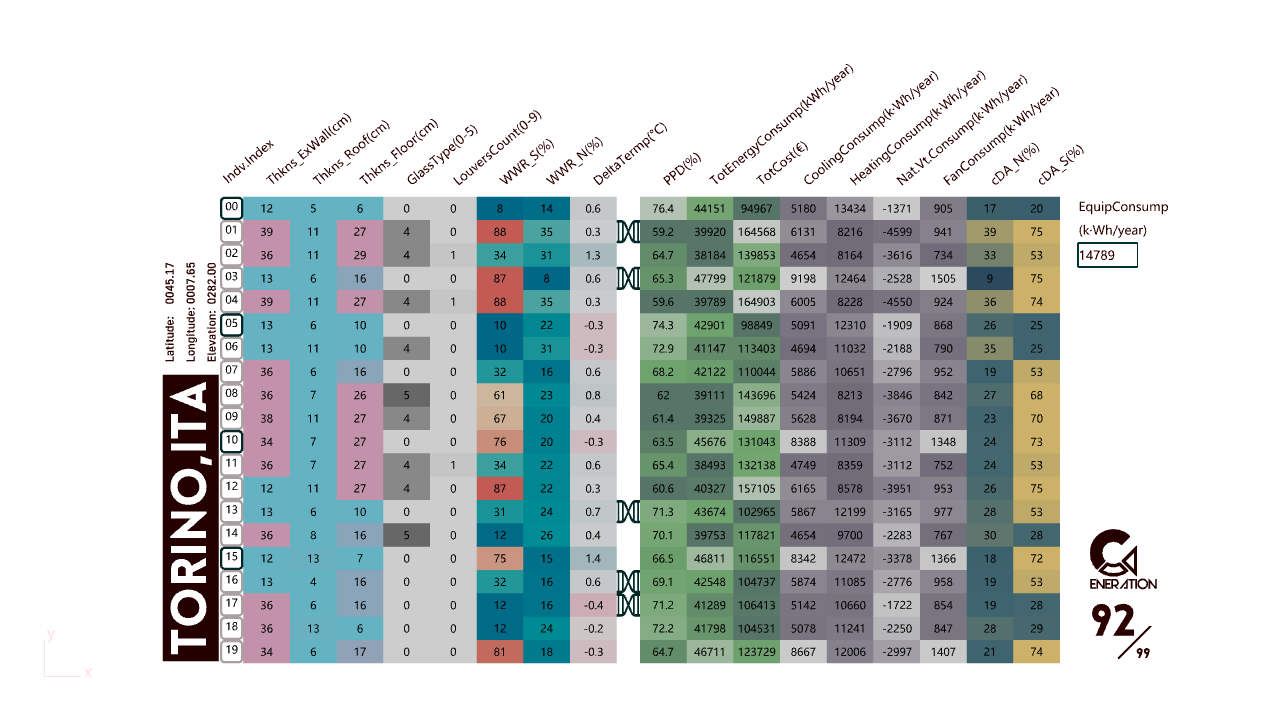 Indv.Index Thkns_ExWall(cm) Thkns_Roof(cm) Thkns_Floor(cm) GlassType(0-5) LouversCount(0-9) WWR_S(%) WWR_N(%) DeltaTermp(°C) PPD(%) TotEnergyConsump(kWh/year) TotCost(€) CoolingConsump(k·Wh/year) HeatingConsump(k·Wh/year) Nat.Vt.Consump(k·Wh/year) FanConsump(k·Wh/year) cDA_N(%) cDA_S(%)
00 12 5 6 0 0 8 14 0.6 76.4 44151 94967 5180 13434 -1371 905 17 20
01 39 11 27 4 0 88 35 0.3 59.2 39920 164568 6131 8216 -4599 941 39 75
02 36 11 29 4 1 34 31 1.3 64.7 38184 139853 4654 8164 -3616 734 33 53
03 13 6 16 0 0 87 8 0.6 65.3 47799 121879 9198 12464 -2528 1505 9 75
04 39 11 27 4 1 88 35 0.3 59.6 39789 164903 6005 8228 -4550 924 36 74
05 13 6 10 0 0 10 22 -0.3 74.3 42901 98849 5091 12310 -1909 868 26 25
06 13 11 10 4 0 10 31 -0.3 72.9 41147 113403 4694 11032 -2188 790 35 25
07 36 6 16 0 0 32 16 0.6 68.2 42122 110044 5886 10651 -2796 952 19 53
08 36 7 26 5 0 61 23 0.8 62 39111 143696 5424 8213 -3846 842 27 68
09 38 11 27 4 0 67 20 0.4 61.4 39325 149887 5628 8194 -3670 871 23 70
10 34 7 27 0 0 76 20 -0.3 63.5 45676 131043 8388 11309 -3112 1348 24 73
11 36 7 27 4 1 34 22 0.6 65.4 38493 132138 4749 8359 -3112 752 24 53
12 12 11 27 4 0 87 22 0.3 60.6 40327 157105 6165 8578 -3951 953 26 75
13 13 6 10 0 0 31 24 0.7 71.3 43674 102965 5867 12199 -3165 977 28 53
14 36 8 16 5 0 12 26 0.4 70.1 39753 117821 4654 9700 -2283 767 30 28
15 12 13 7 0 0 75 15 1.4 66.5 46811 116551 8342 12472 -3378 1366 18 72
16 13 4 16 0 0 32 16 0.6 69.1 42548 104737 5874 11085 -2776 958 19 53
17 36 6 16 0 0 12 16 -0.4 71.2 41289 106413 5142 10660 -1722 854 19 28
18 36 13 6 0 0 12 24 -0.2 72.2 41798 104531 5078 11241 -2250 847 28 29
19 34 6 17 0 0 81 18 -0.3 64.7 46711 123729 8667 12006 -2997 1407 21 74
EquipConsump
(k·Wh/year)
14789
Latitude: 0045.17
Longitude: 0007.65
Elevation: 0282.00
TORINO,ITA
GENERATION
92/99
y
x